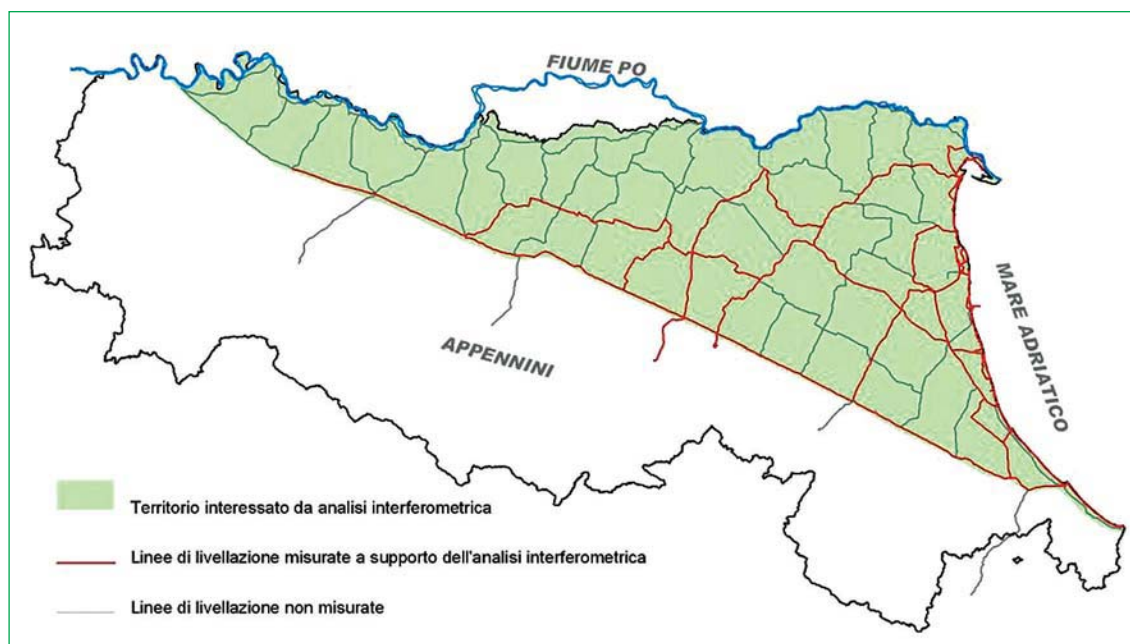 FIUME PO
MARE ADRIATICO
APPENNINI
Territorio interessato da analisi interferometrica
Linee di livellazione misurate a supporto dell'analisi interferometrica
Linee di livellazione non misurate